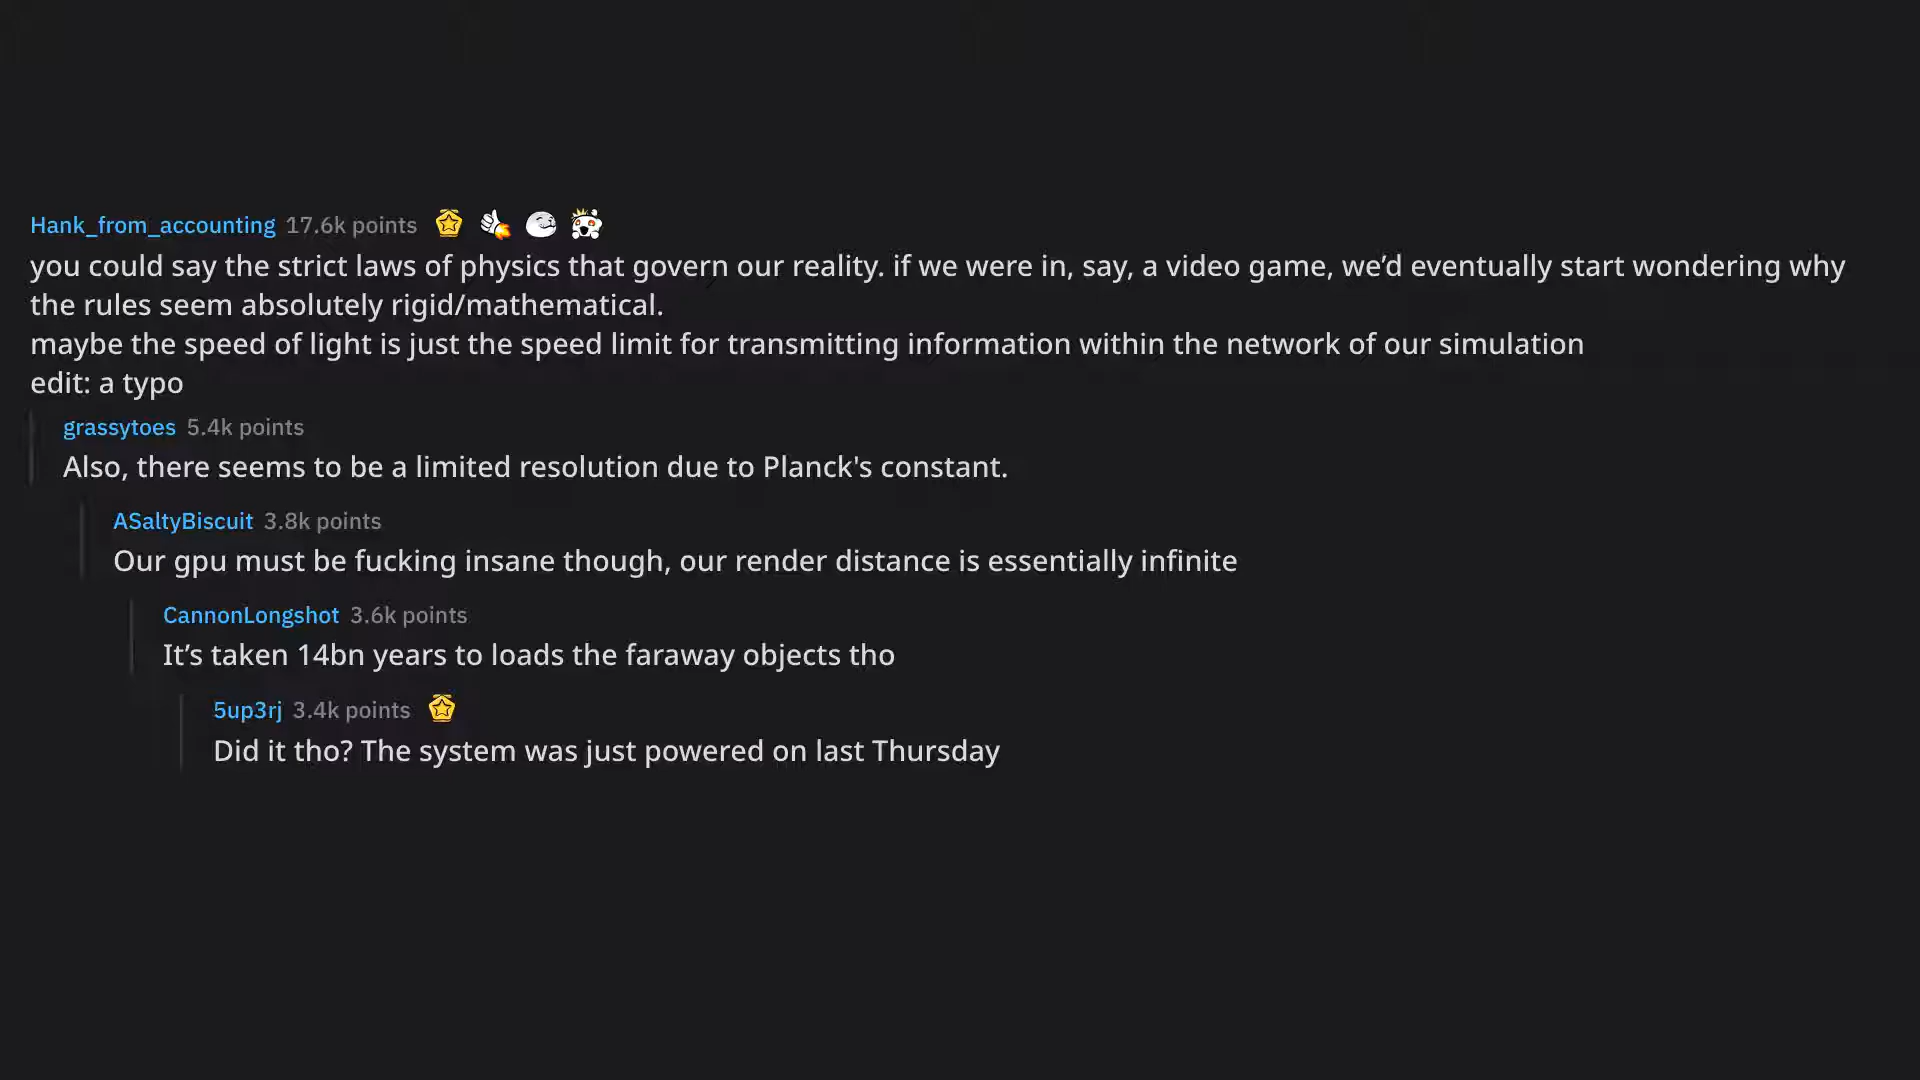 Hank_from_accounting 17.6k points
you could say the strict laws of physics that govern our reality. if we were in, say, a video game, we’d eventually start wondering why
the rules seem absolutely rigid/mathematical.
maybe the speed of light is just the speed limit for transmitting information within the network of our simulation
edit: a typo
grassytoes 5.4k points
Also, there seems to be a limited resolution due to Planck's constant.
ASaltyBiscuit 3.8k points
Our gpu must be fucking insane though, our render distance is essentially infinite
CannonLongshot 3.6k points
It’s taken 14bn years to loads the faraway objects tho
5up3rj 3.4k points
Did it tho? The system was just powered on last Thursday